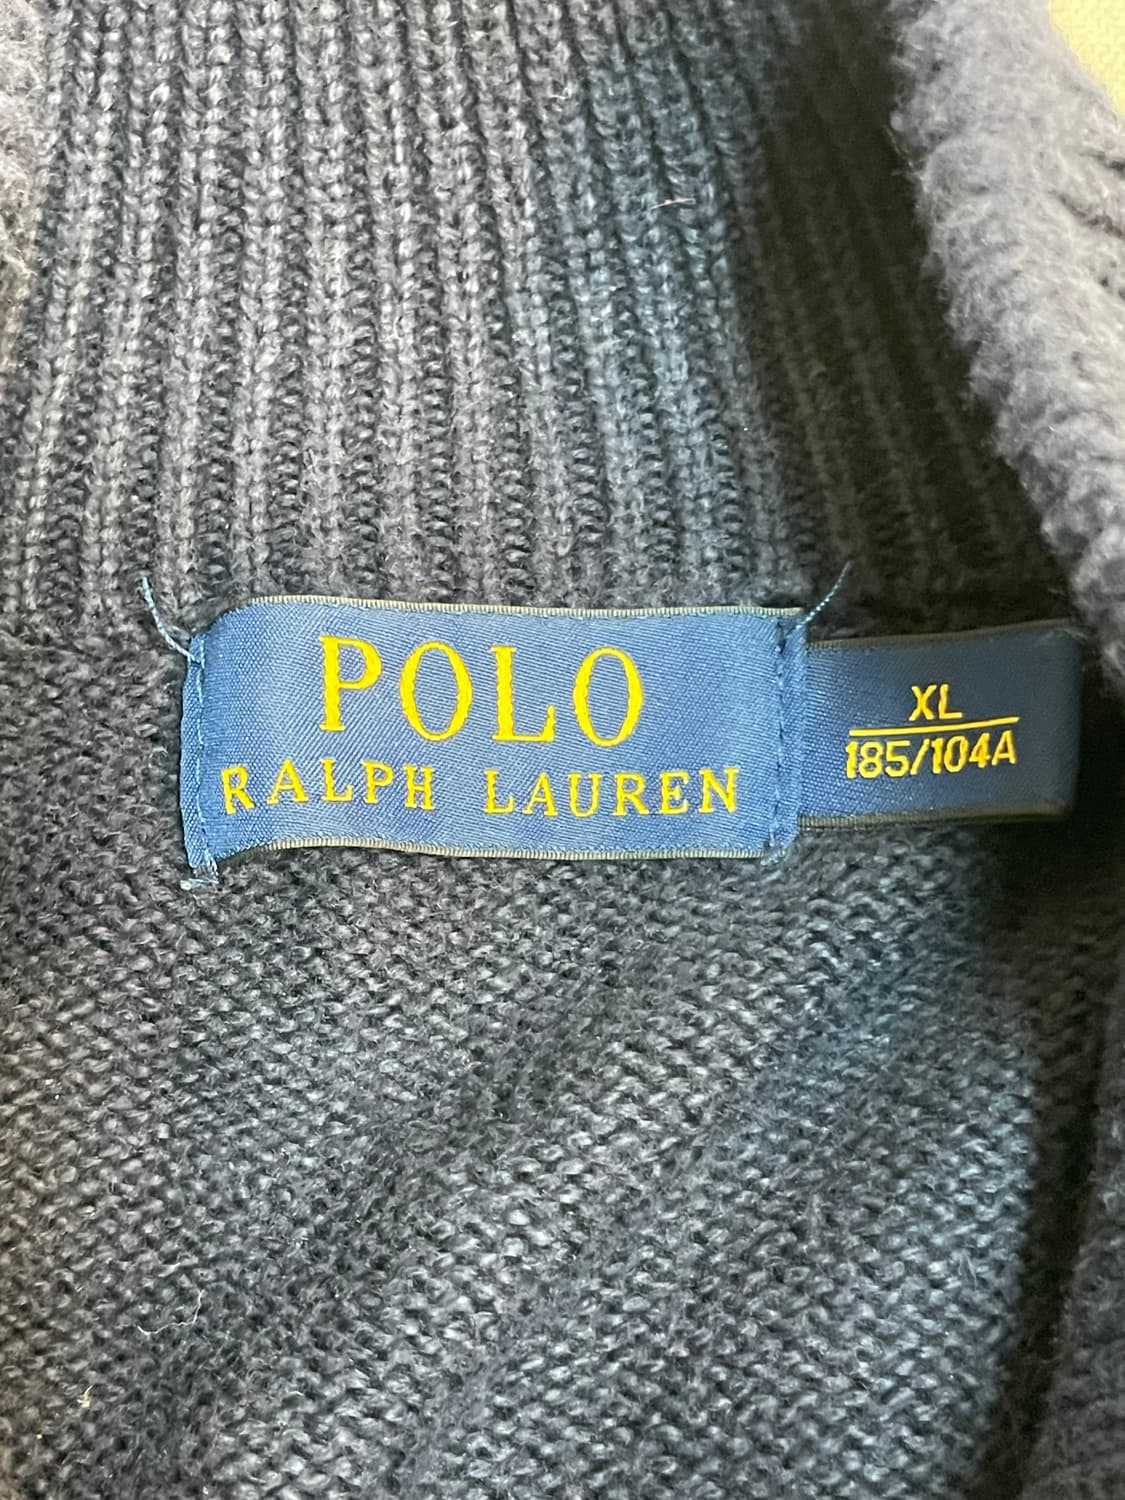 POLO
RALPH LAUREN
XL
185/104A